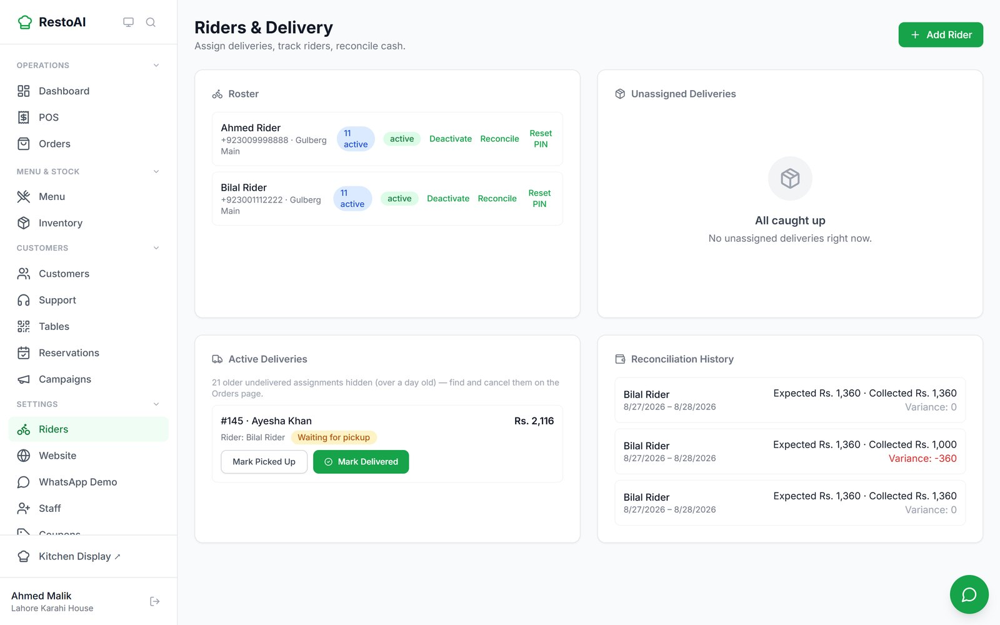 RestoAI
OPERATIONS
Dashboard
POS
Orders
MENU & STOCK
Menu
Inventory
CUSTOMERS
Customers
Support
Tables
Reservations
Campaigns
SETTINGS
Riders
Website
WhatsApp Demo
Staff
Coupons
Kitchen Display ↗
Ahmed Malik
Lahore Karahi House
Riders & Delivery
Assign deliveries, track riders, reconcile cash.
+ Add Rider
Roster
Ahmed Rider
+923009998888 · Gulberg
Main
11
active
active
Deactivate
Reconcile
Reset
PIN
Bilal Rider
+923001112222 · Gulberg
Main
11
active
active
Deactivate
Reconcile
Reset
PIN
Unassigned Deliveries
All caught up
No unassigned deliveries right now.
Active Deliveries
21 older undelivered assignments hidden (over a day old) — find and cancel them on the
Orders page.
#145 · Ayesha Khan
Rs. 2,116
Rider: Bilal Rider
Waiting for pickup
Mark Picked Up
Mark Delivered
Reconciliation History
Bilal Rider
Expected Rs. 1,360 · Collected Rs. 1,360
8/27/2026 – 8/28/2026
Variance: 0
Bilal Rider
Expected Rs. 1,360 · Collected Rs. 1,000
8/27/2026 – 8/28/2026
Variance: -360
Bilal Rider
Expected Rs. 1,360 · Collected Rs. 1,360
8/27/2026 – 8/28/2026
Variance: 0